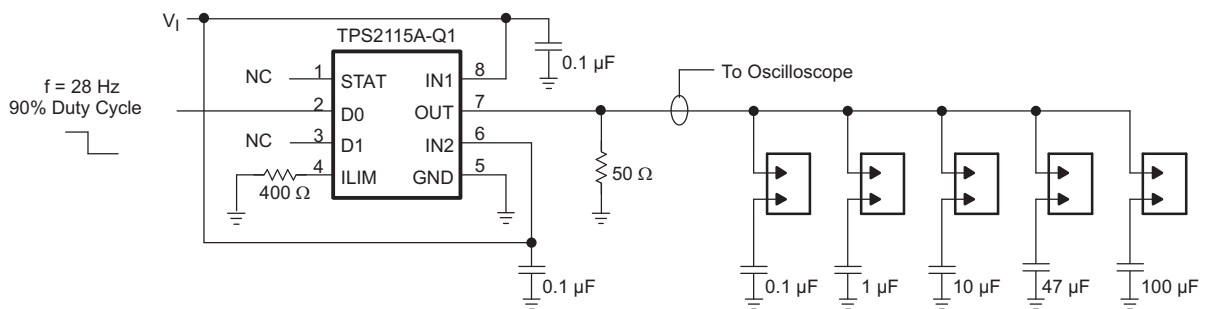 V_I
TPS2115A-Q1
0.1 µF
f = 28 Hz
90% Duty Cycle
NC
1
STAT
IN1
8
To Oscilloscope
2
D0
OUT
7
NC
3
D1
IN2
6
4
ILIM
GND
5
400 Ω
50 Ω
0.1 µF
0.1 µF
1 µF
10 µF
47 µF
100 µF